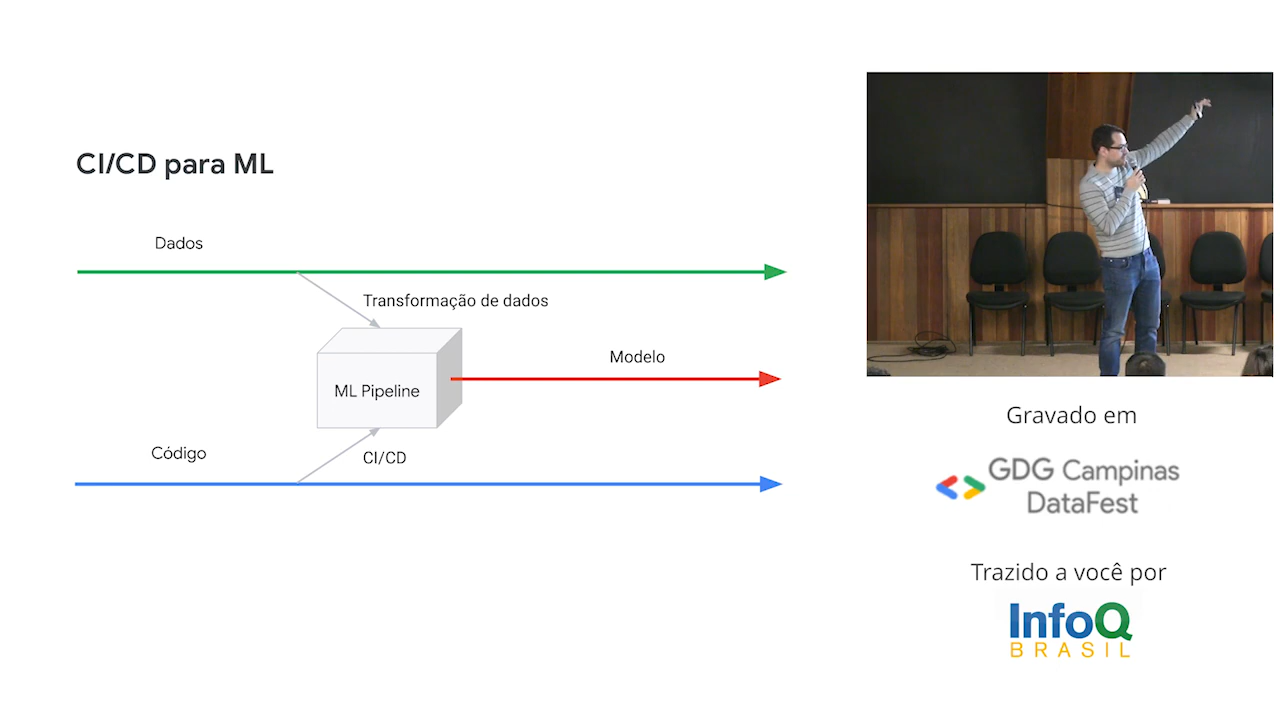 CI/CD para ML
Dados
Transformação de dados
Modelo
ML Pipeline
Código
CI/CD
Gravado em
GDG Campinas
DataFest
Trazido a você por
InfoQ
BRASIL